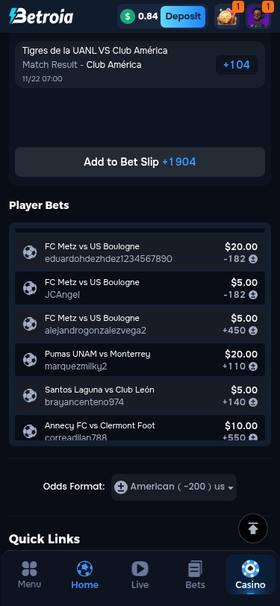 Betroia
$ 0.84 Deposit
1
1
Tigres de la UANL VS Club América
Match Result - Club América
+104
11/22 07:00
Add to Bet Slip +1904
Player Bets
FC Metz vs US Boulogne $20.00
eduardohdezhdez1234567890 -182
FC Metz vs US Boulogne $5.00
JCAngel -182
FC Metz vs US Boulogne $5.00
alejandrogonzalezvega2 +450
Pumas UNAM vs Monterrey $20.00
marquezmilky2 +110
Santos Laguna vs Club León $5.00
brayancenteno974 +140
Annecy FC vs Clermont Foot $10.00
correadilan788 +550
Odds Format: American ( -200 ) us
Quick Links
Menu
Home
Live
Bets
Casino